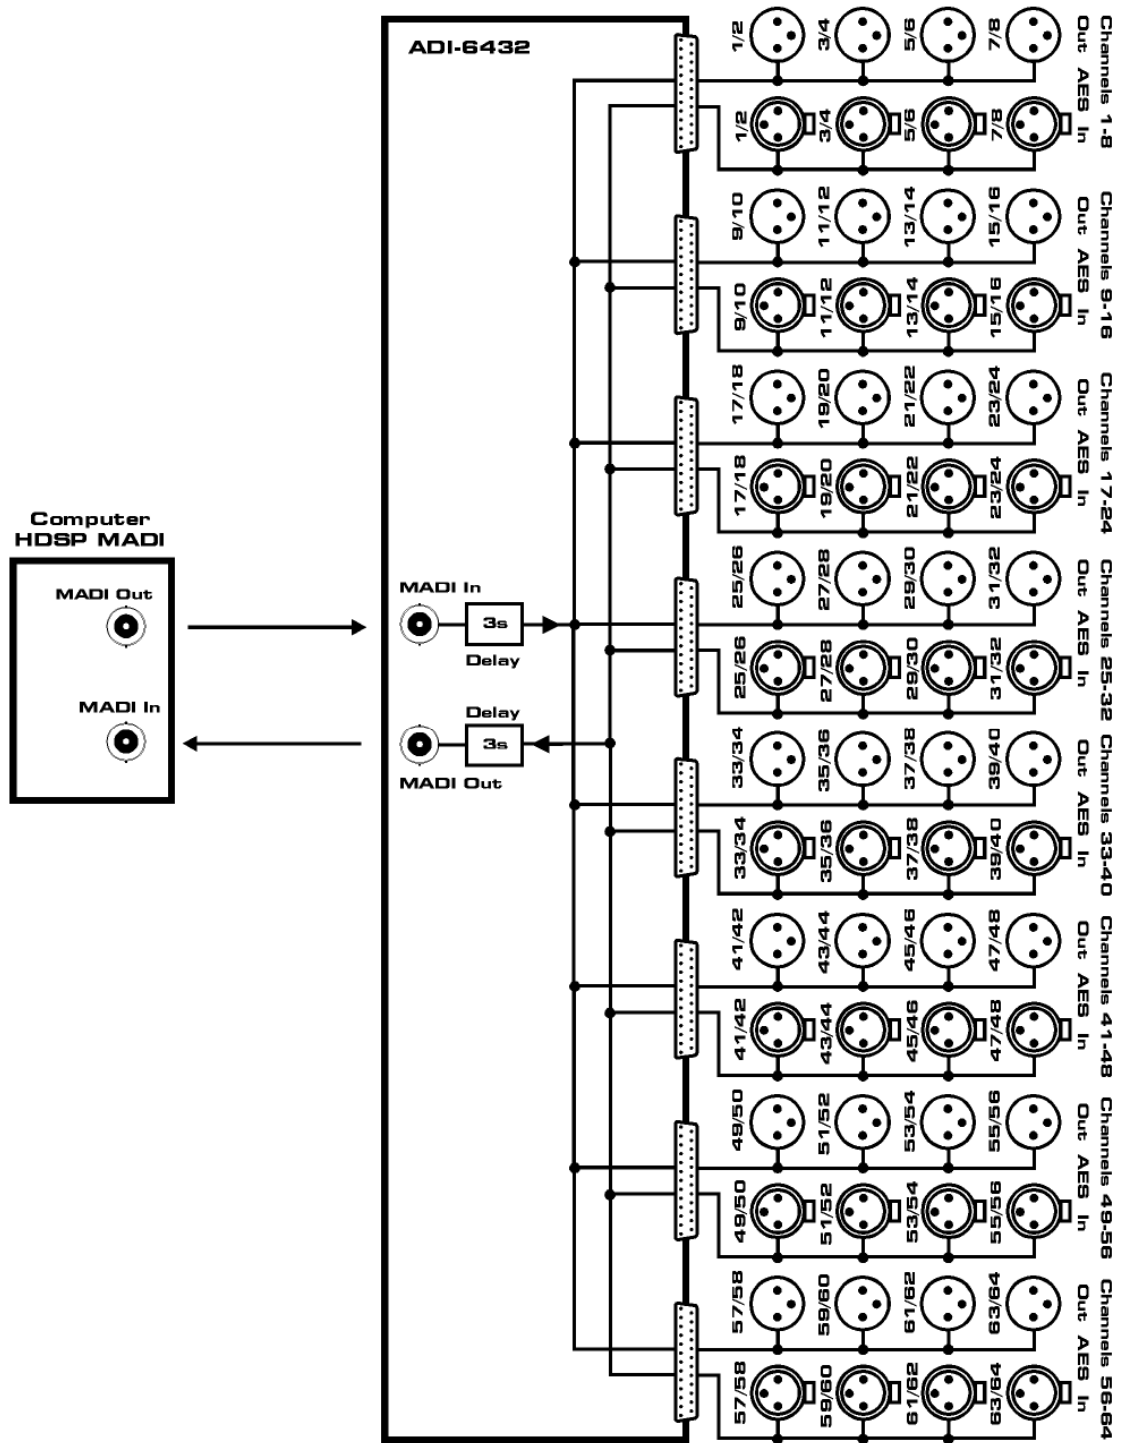 ADI-6432
1/2 3/4 5/6 7/8
Out AES In
Channels 1-8
1/2 3/4 5/6 7/8
9/10 11/12 13/14 15/16
Out AES In
Channels 9-16
9/10 11/12 13/14 15/16
17/18 19/20 21/22 23/24
Out AES In
Channels 17-24
17/18 19/20 21/22 23/24
Computer
HDSP MADI
MADI Out
MADI In
MADI In
3s
Delay
Delay
3s
MADI Out
25/26 27/28 29/30 31/32
Out AES In
Channels 25-32
25/26 27/28 29/30 31/32
33/34 35/36 37/38 39/40
Out AES In
Channels 33-40
33/34 35/36 37/38 39/40
41/42 43/44 45/46 47/48
Out AES In
Channels 41-48
41/42 43/44 45/46 47/48
49/50 51/52 53/54 55/56
Out AES In
Channels 49-56
49/50 51/52 53/54 55/56
57/58 59/60 61/62 63/64
Out AES In
Channels 56-64
57/58 59/60 61/62 63/64